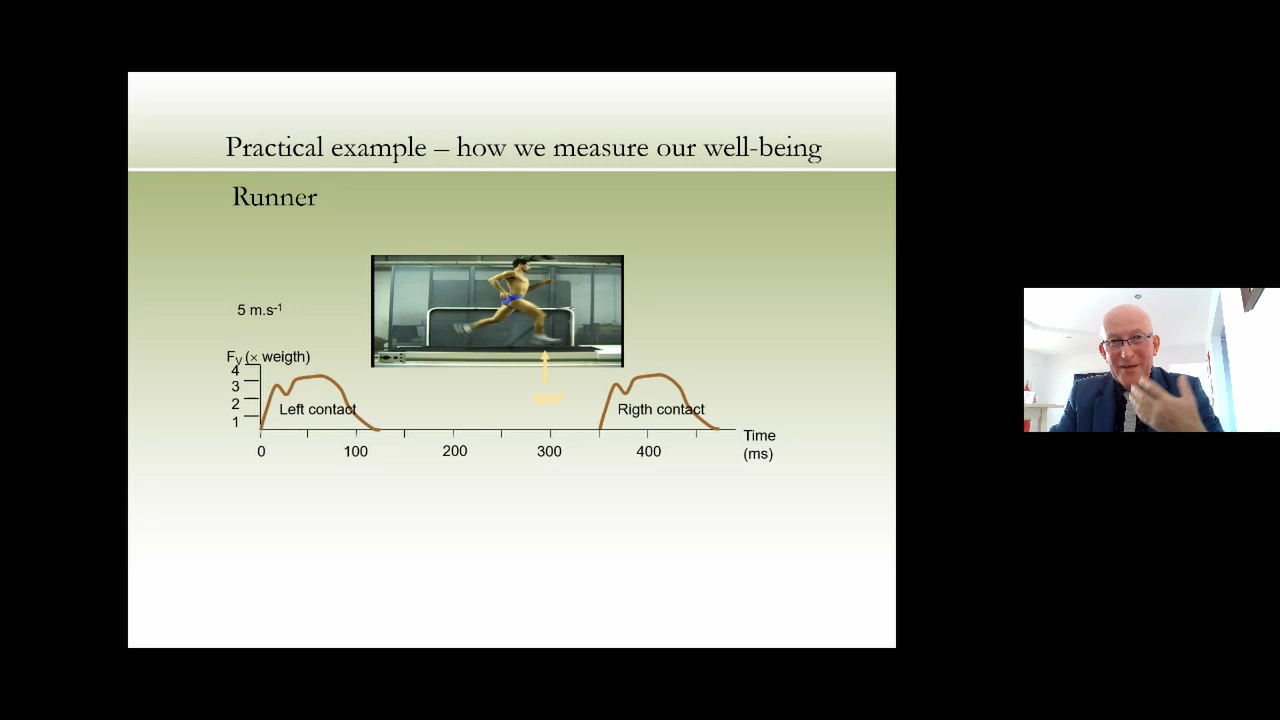 Practical example – how we measure our well-being
Runner
5 m.s-1
FV (× weigth)
4
3
2
1
Left contact
Rigth contact
0 100 200 300 400
Time
(ms)